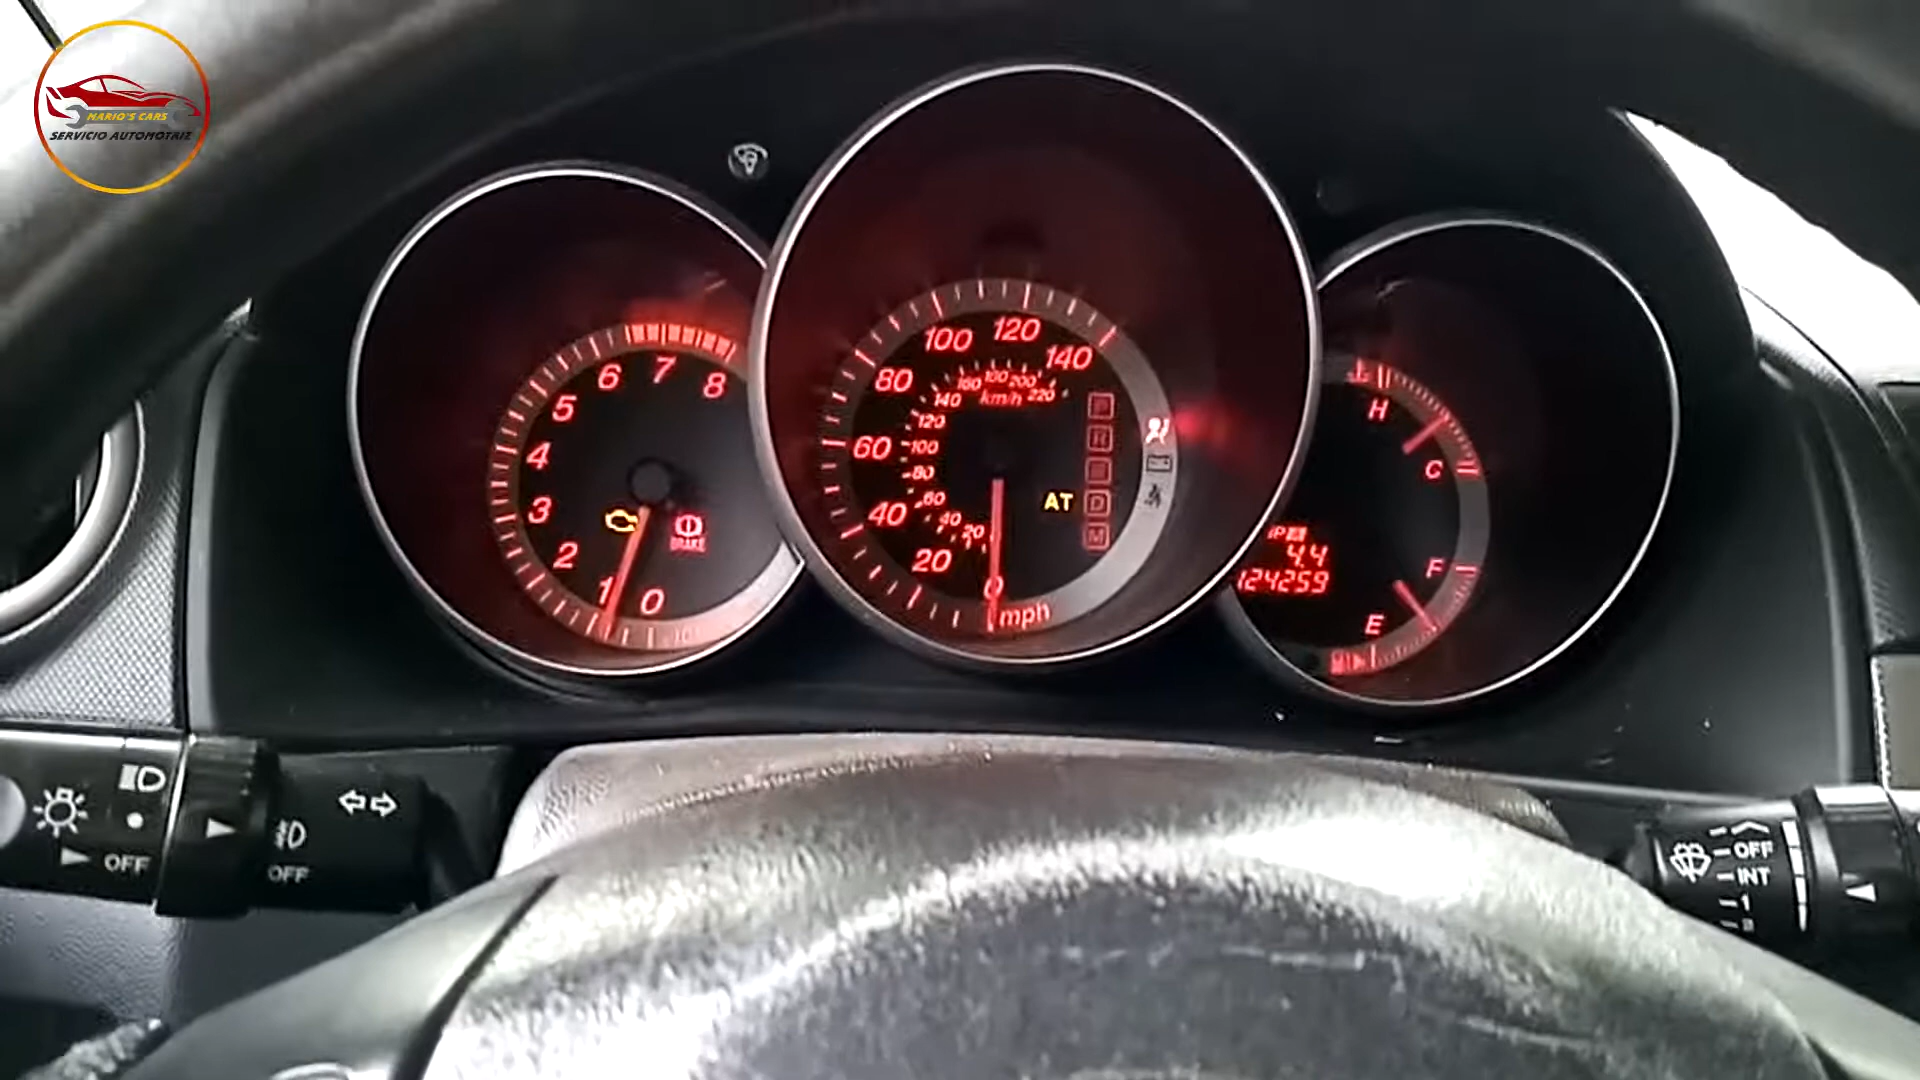 MARIO'S CARS
SERVICIO AUTOMOTRIZ
0
1
2
3
4
5
6
7
8
BRAKE
0
20
40
60
80
100
120
140
mph
20
40
60
80
100
120
140
160
180
200
220
km/h
AT
P
R
D
M
H
C
F
E
4.4
124259
OFF
OFF
OFF
INT
1
2